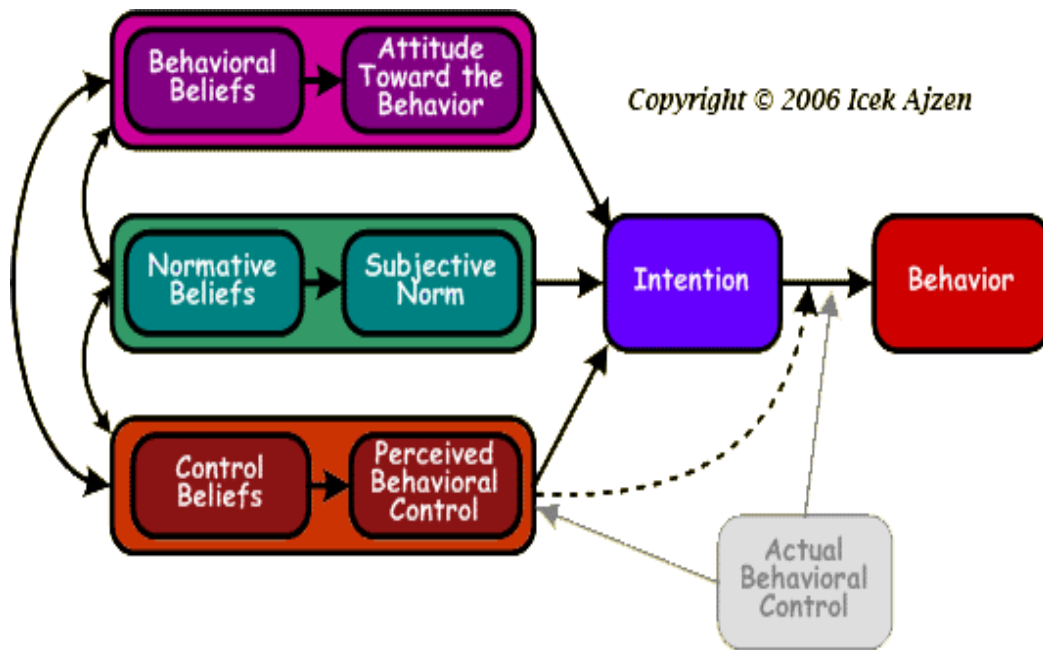 Behavioral
Beliefs
Attitude
Toward the
Behavior
Copyright © 2006 Icek Ajzen
Normative
Beliefs
Subjective
Norm
Intention
Behavior
Control
Beliefs
Perceived
Behavioral
Control
Actual
Behavioral
Control